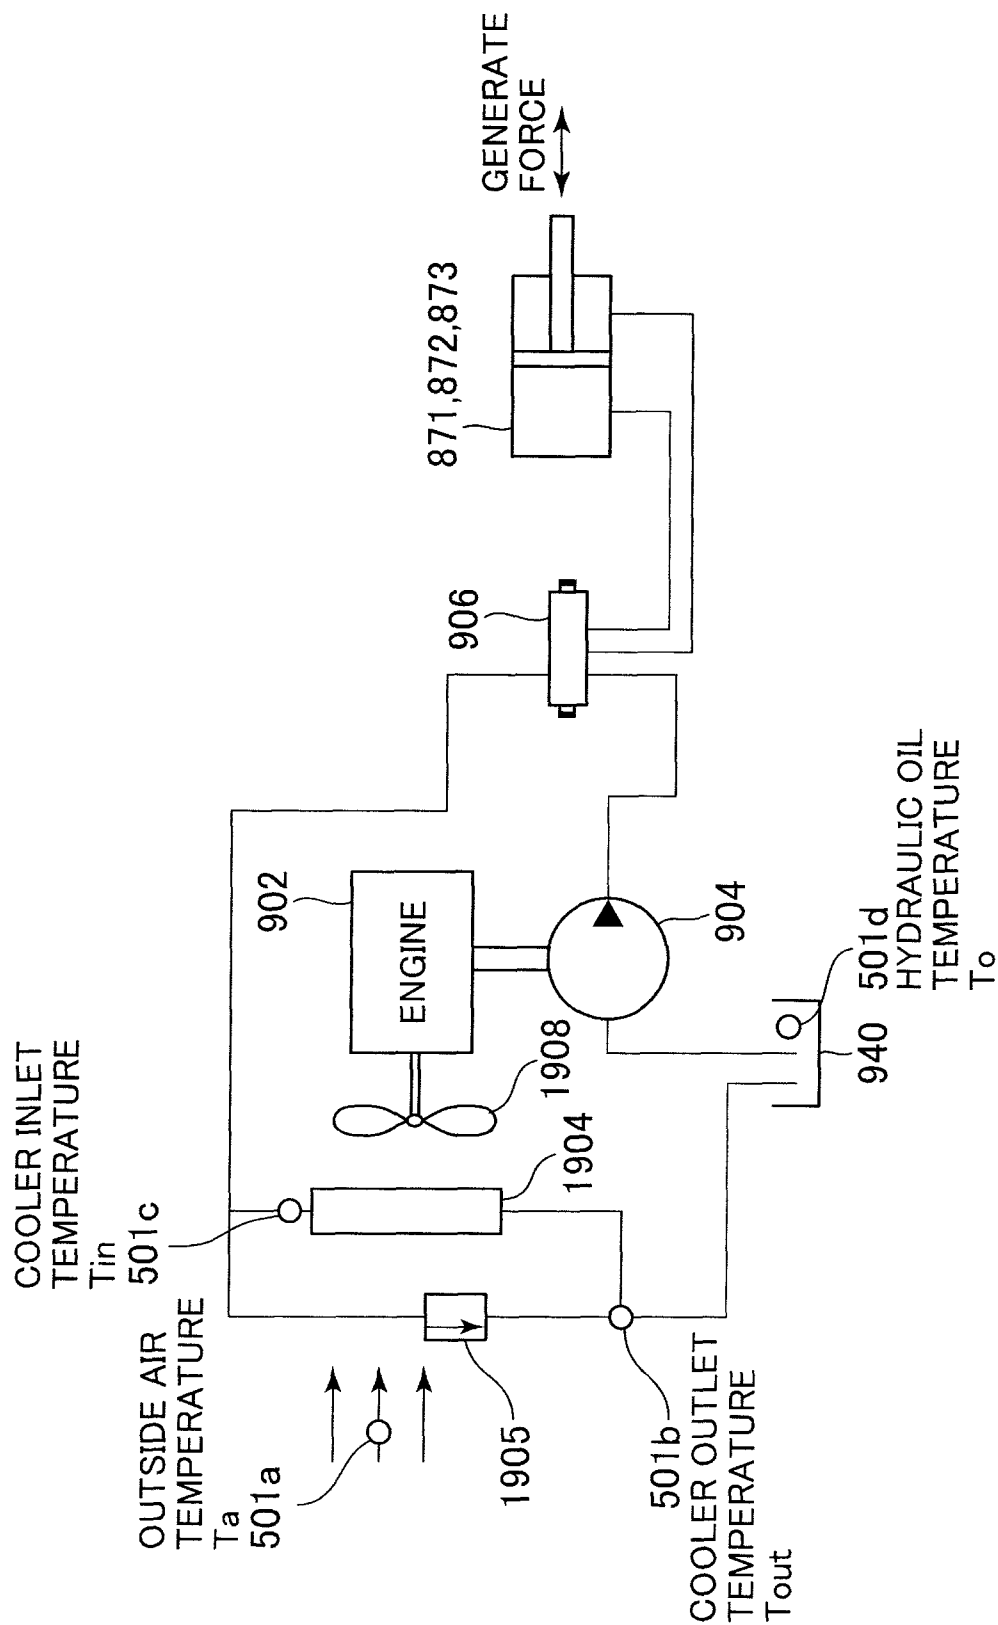 COOLER INLET
TEMPERATURE
Tin
501c
OUTSIDE AIR
TEMPERATURE
Ta
501a
902
ENGINE
1908
1904
1905
501b
COOLER OUTLET
TEMPERATURE
Tout
904
501d
HYDRAULIC OIL
TEMPERATURE
To
940
906
871,872,873
GENERATE
FORCE